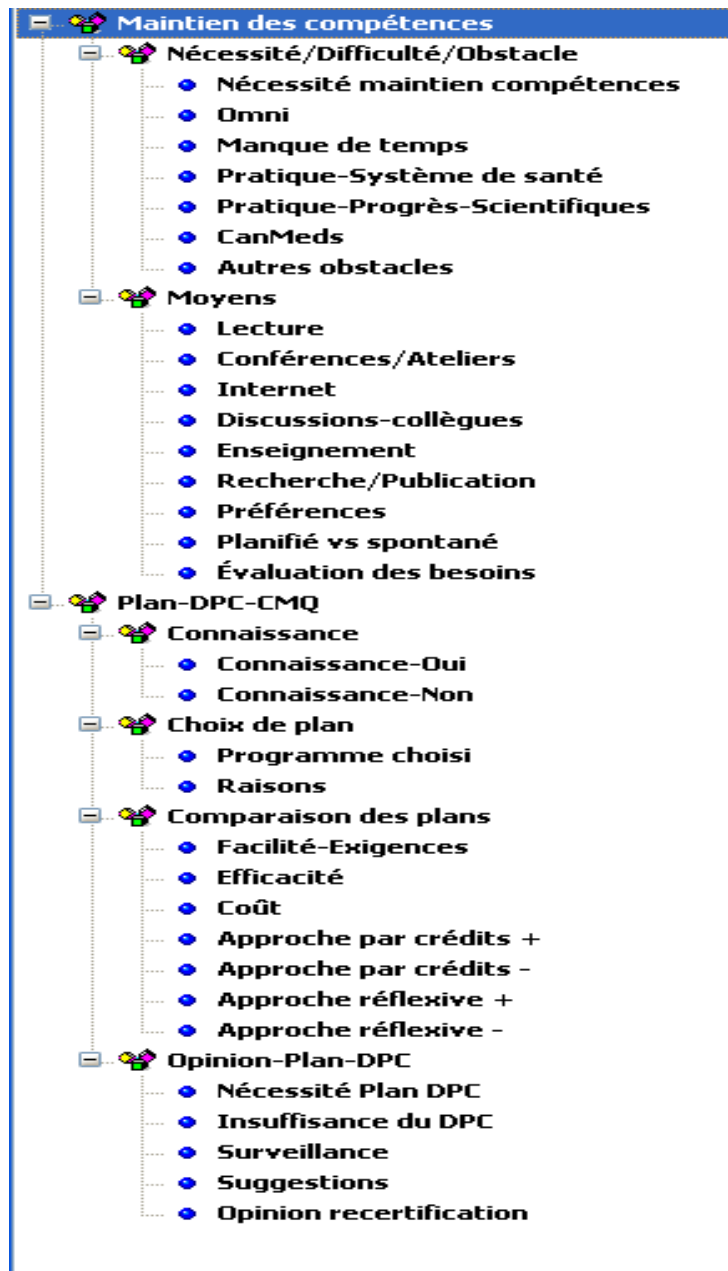 Maintien des compétences
Nécessité/Difficulté/Obstacle
Nécessité maintien compétences
Omni
Manque de temps
Pratique-Système de santé
Pratique-Progrès-Scientifiques
CanMeds
Autres obstacles
Moyens
Lecture
Conférences/Ateliers
Internet
Discussions-collègues
Enseignement
Recherche/Publication
Préférences
Planifié vs spontané
Évaluation des besoins
Plan-DPC-CMQ
Connaissance
Connaissance-Oui
Connaissance-Non
Choix de plan
Programme choisi
Raisons
Comparaison des plans
Facilité-Exigences
Efficacité
Coût
Approche par crédits +
Approche par crédits -
Approche réflexive +
Approche réflexive -
Opinion-Plan-DPC
Nécessité Plan DPC
Insuffisance du DPC
Surveillance
Suggestions
Opinion recertification